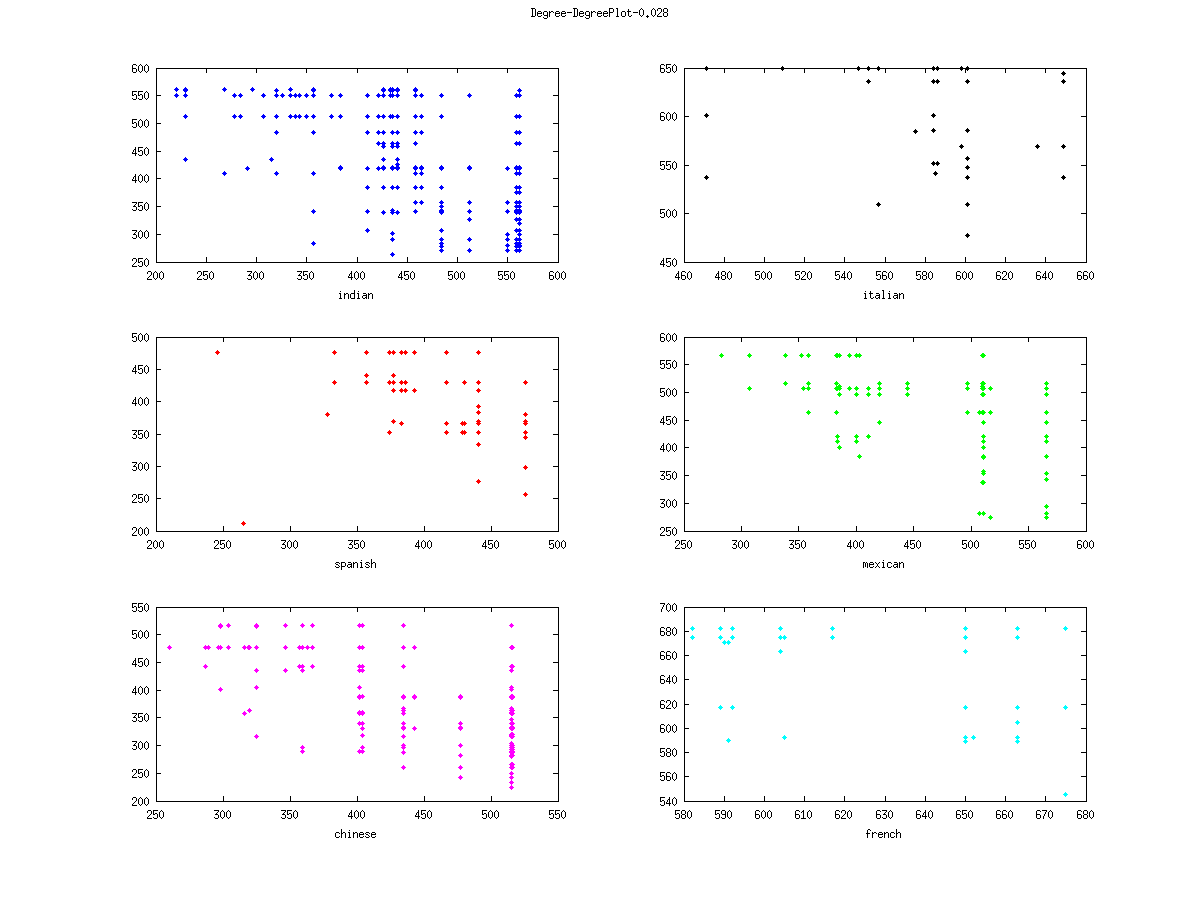 Degree-DegreePlot-0.028
600 550 500 450 400 350 300 250
200 250 300 350 400 450 500 550 600
indian
650 600 550 500 450
460 480 500 520 540 560 580 600 620 640 660
italian
500 450 400 350 300 250 200
200 250 300 350 400 450 500
spanish
600 550 500 450 400 350 300 250
250 300 350 400 450 500 550 600
mexican
550 500 450 400 350 300 250 200
250 300 350 400 450 500 550
chinese
700 680 660 640 620 600 580 560 540
580 590 600 610 620 630 640 650 660 670 680
french